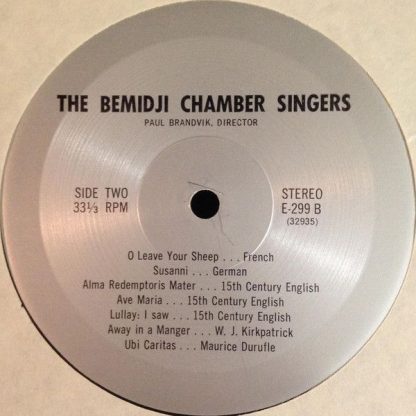 THE BEMIDJI CHAMBER SINGERS
PAUL BRANDVIK, DIRECTOR
SIDE TWO
33⅓ RPM
STEREO
E-299 B
(32935)
O Leave Your Sheep . . . French
Susanni . . . German
Alma Redemptoris Mater . . . 15th Century English
Ave Maria . . . 15th Century English
Lullay: I saw . . . 15th Century English
Away in a Manger . . . W. J. Kirkpatrick
Ubi Caritas . . . Maurice Durufle